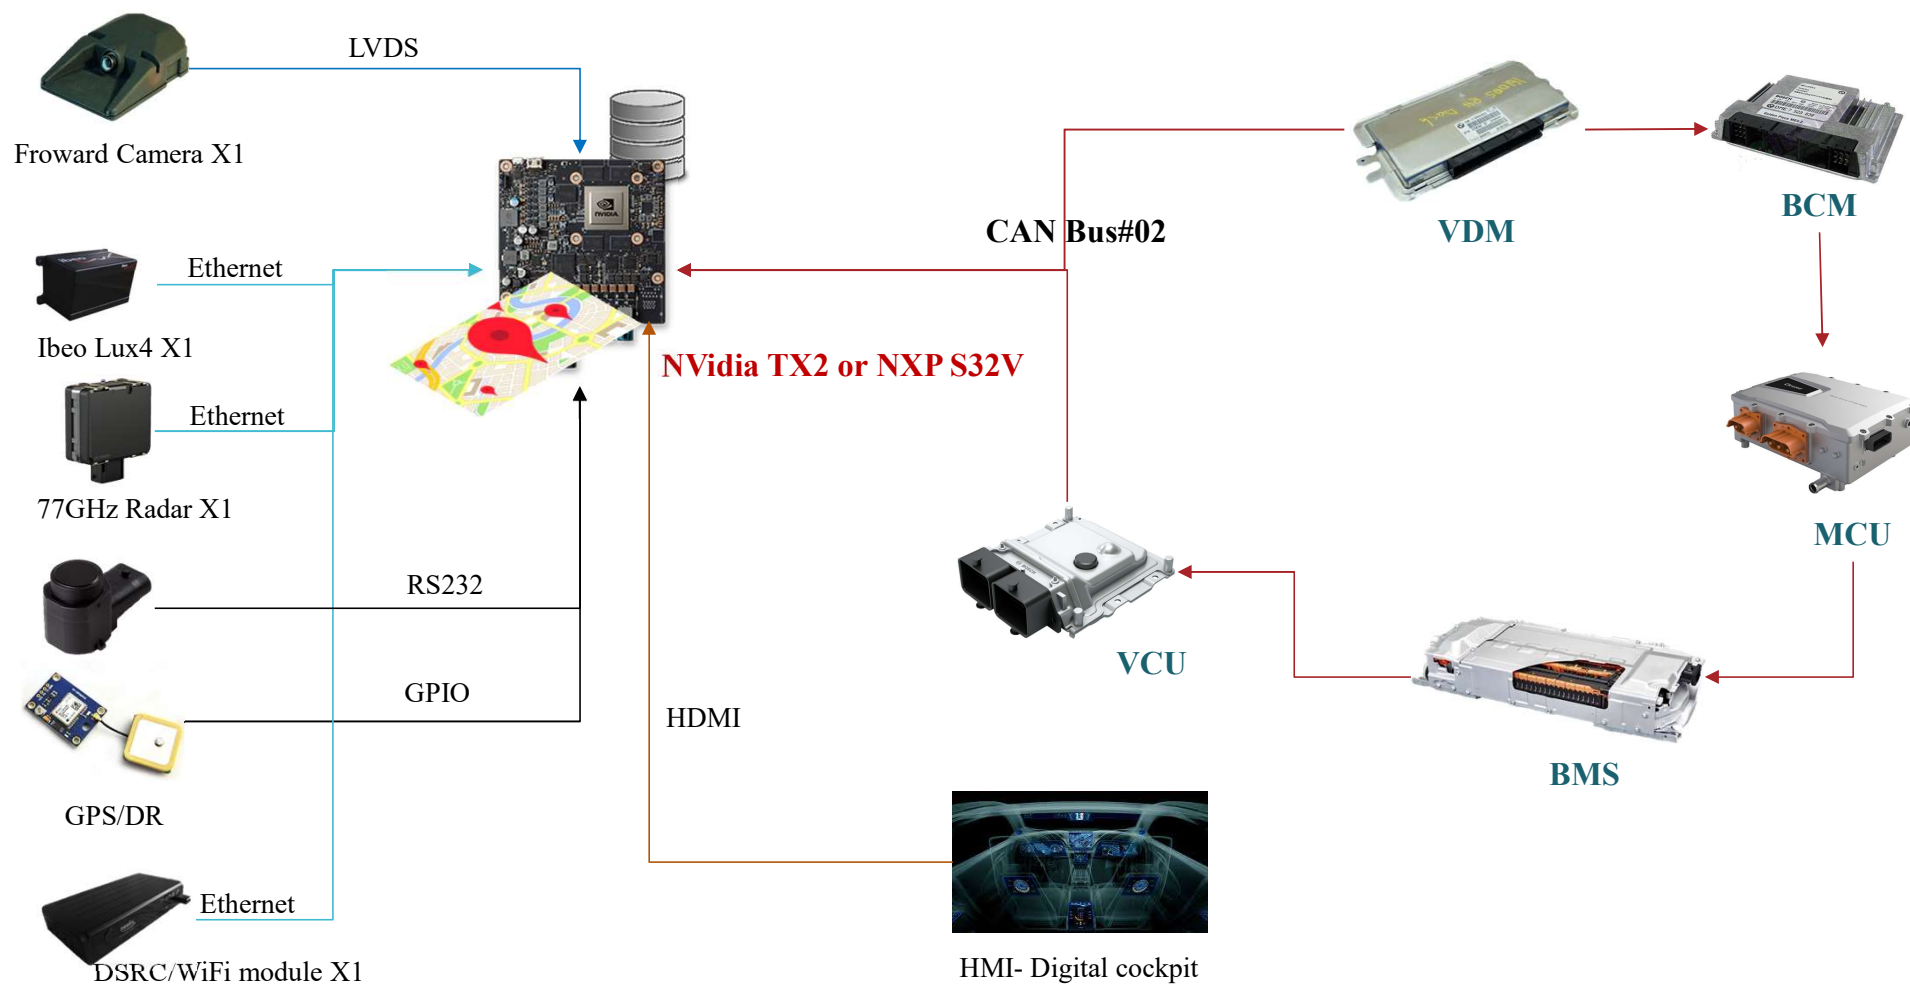 LVDS
Froward Camera X1
NVIDIA
VDM
BCM
CAN Bus#02
Ethernet
Ibeo Lux4 X1
NVidia TX2 or NXP S32V
Ethernet
77GHz Radar X1
MCU
RS232
VCU
GPIO
HDMI
BMS
GPS/DR
Ethernet
DSRC/WiFi module X1
HMI- Digital cockpit